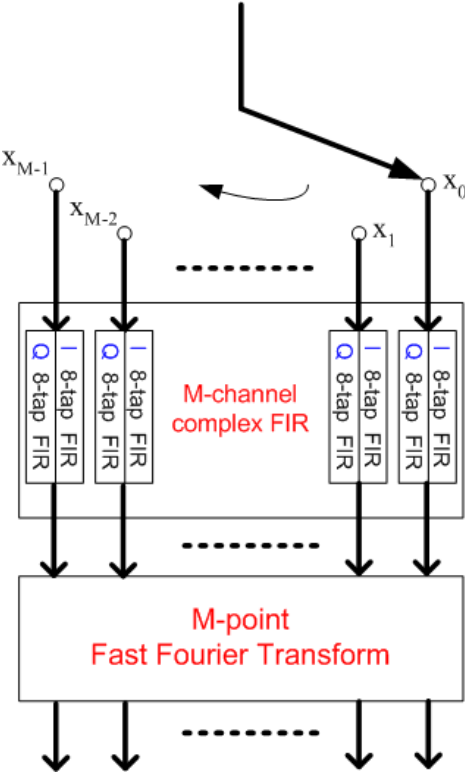 x_{M-1}
x_{M-2}
x_1
x_0
Q 8-tap FIR
I 8-tap FIR
Q 8-tap FIR
I 8-tap FIR
M-channel
complex FIR
Q 8-tap FIR
I 8-tap FIR
Q 8-tap FIR
I 8-tap FIR
M-point
Fast Fourier Transform